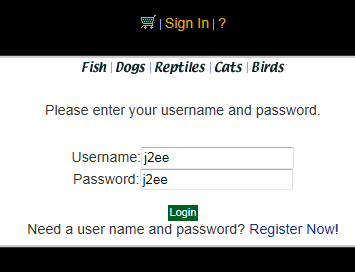 | Sign In | ?
Fish | Dogs | Reptiles | Cats | Birds
Please enter your username and password.
Username: j2ee
Password: j2ee
Login
Need a user name and password? Register Now!